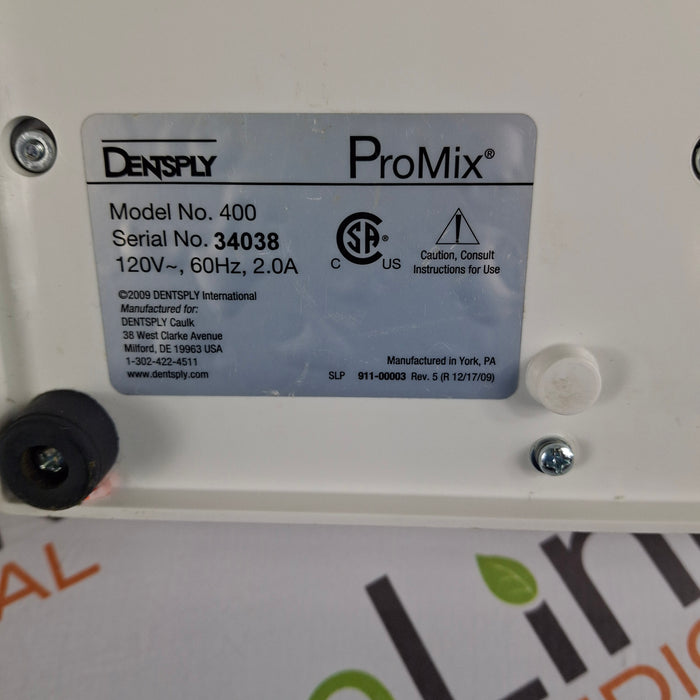 DENTSPLY
ProMix®
Model No. 400
Serial No. 34038
120V~, 60Hz, 2.0A
CSA®
C US
Caution, Consult
Instructions for Use
©2009 DENTSPLY International
Manufactured for:
DENTSPLY Caulk
38 West Clarke Avenue
Milford, DE 19963 USA
1-302-422-4511
www.dentsply.com
Manufactured in York, PA
SLP 911-00003 Rev. 5 (R 12/17/09)